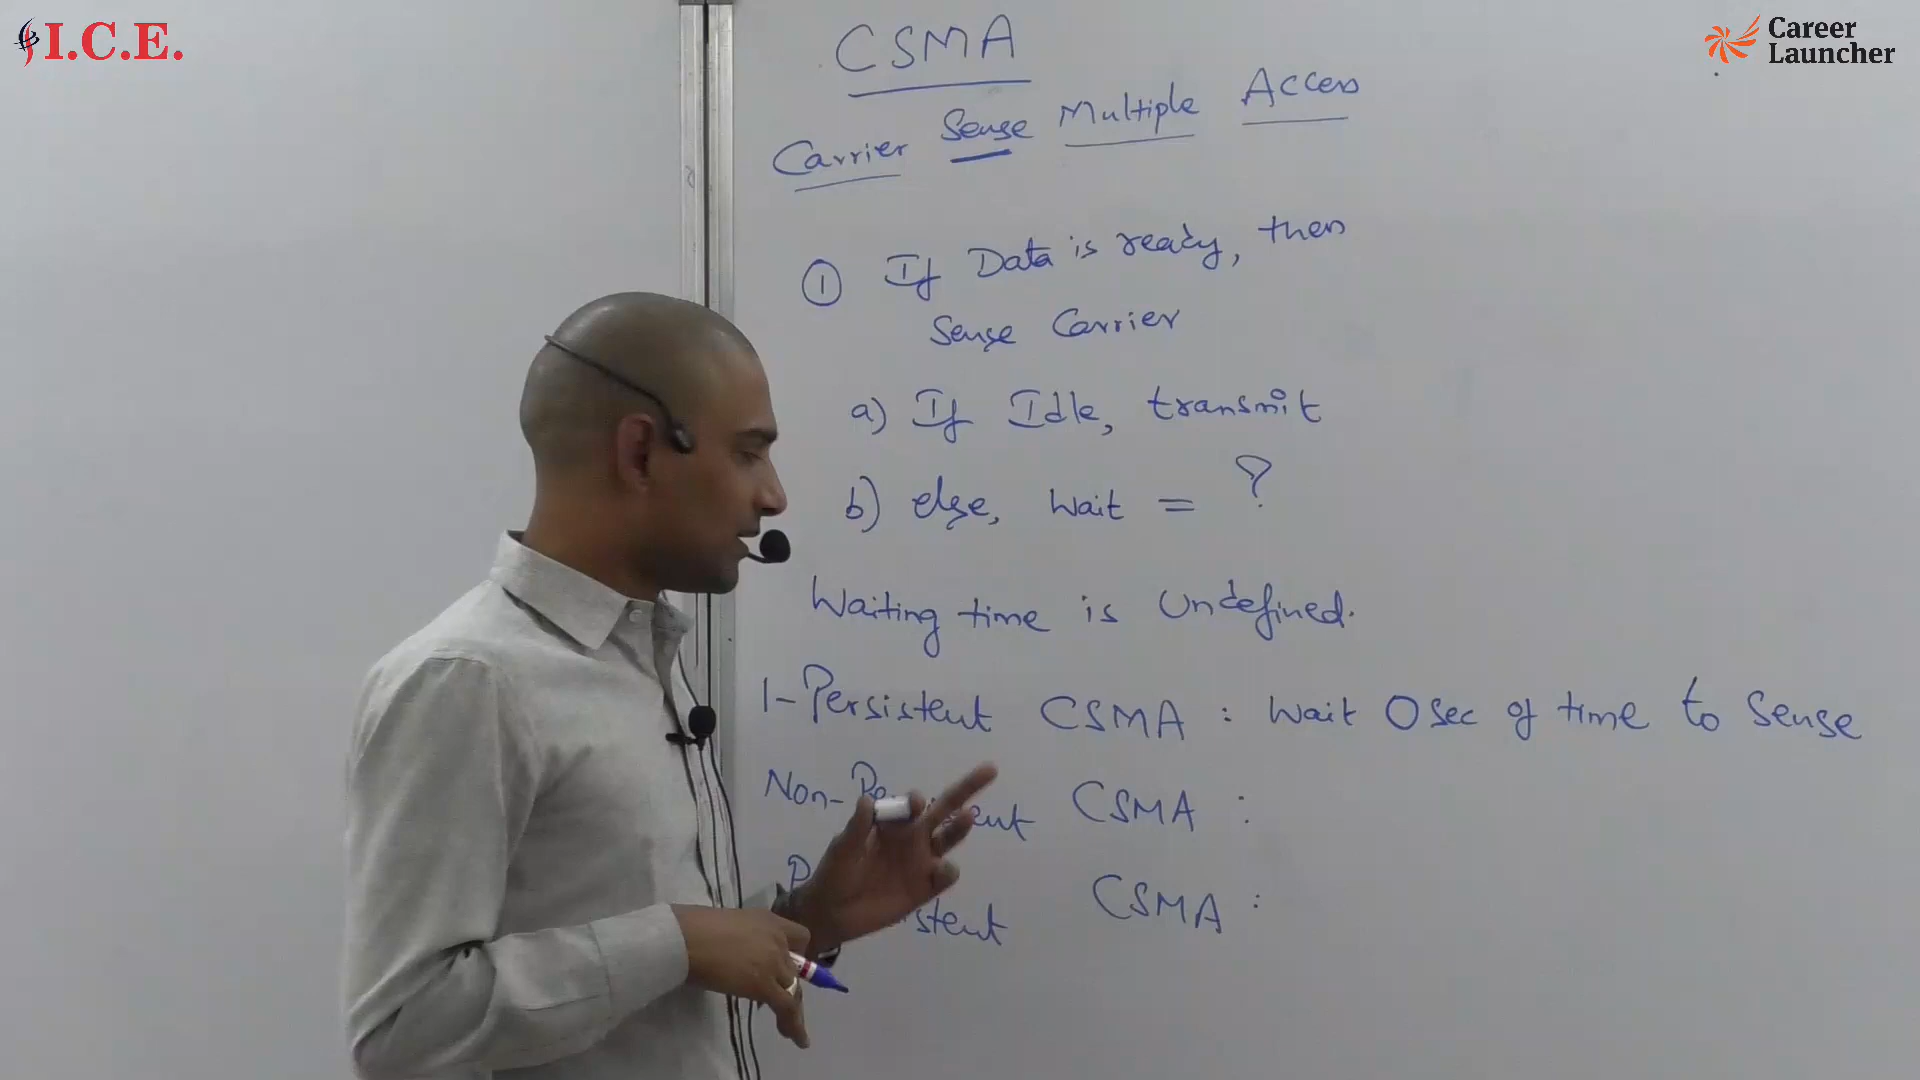 I.C.E.
Career
Launcher
CSMA
Carrier Sense Multiple Access
① If Data is ready, then
Sense Carrier
a) If Idle, transmit
b) else, wait = ?
Waiting time is Undefined.
1-Persistent CSMA : Wait 0 sec of time to Sense
Non- CSMA :
CSMA :